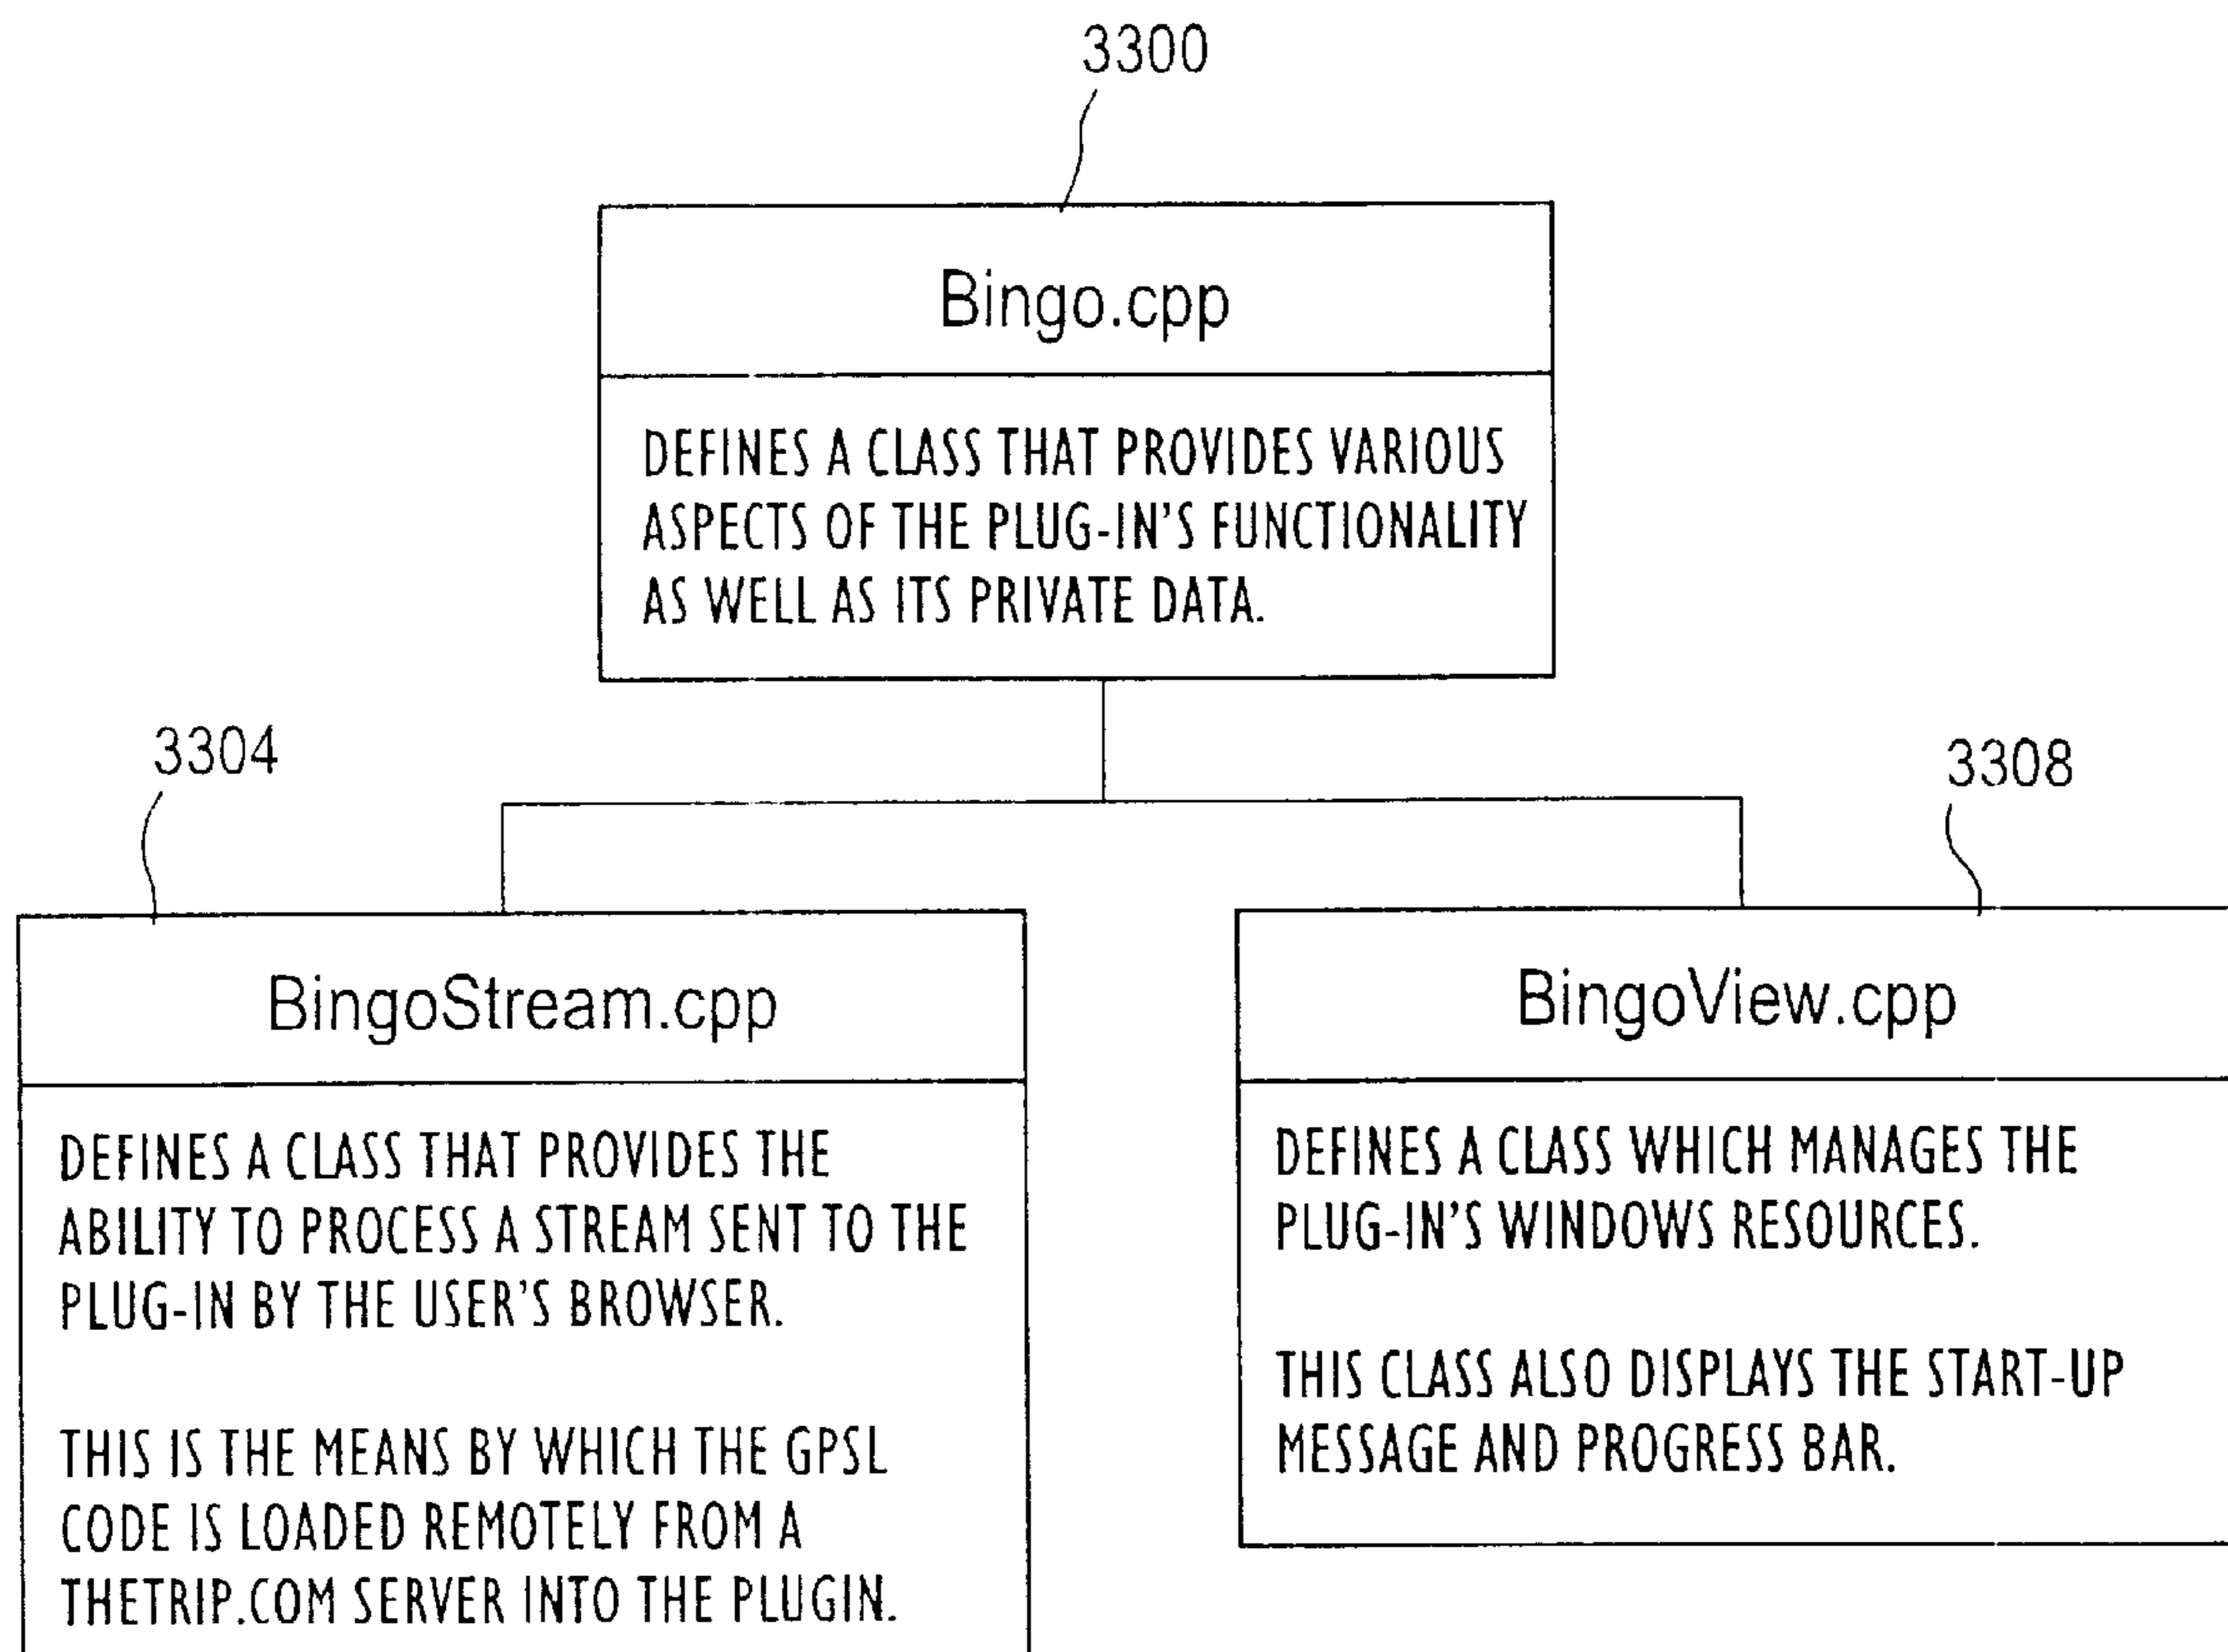 3300
Bingo.cpp
DEFINES A CLASS THAT PROVIDES VARIOUS
ASPECTS OF THE PLUG-IN'S FUNCTIONALITY
AS WELL AS ITS PRIVATE DATA.
3304
BingoStream.cpp
DEFINES A CLASS THAT PROVIDES THE
ABILITY TO PROCESS A STREAM SENT TO THE
PLUG-IN BY THE USER'S BROWSER.
THIS IS THE MEANS BY WHICH THE GPSL
CODE IS LOADED REMOTELY FROM A
THETRIP.COM SERVER INTO THE PLUGIN.
3308
BingoView.cpp
DEFINES A CLASS WHICH MANAGES THE
PLUG-IN'S WINDOWS RESOURCES.
THIS CLASS ALSO DISPLAYS THE START-UP
MESSAGE AND PROGRESS BAR.